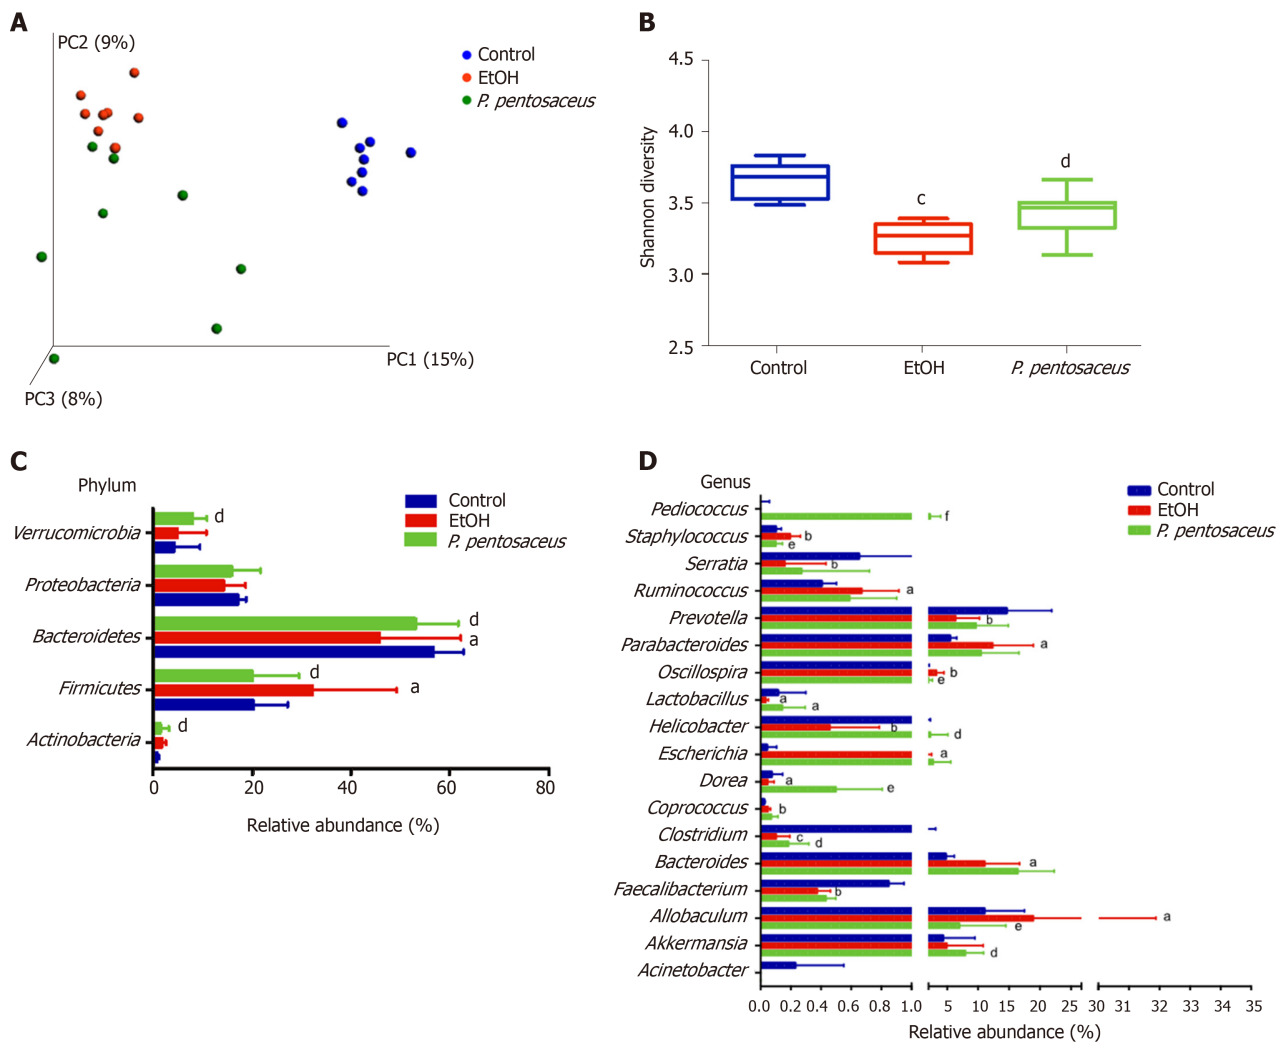 A
PC2 (9%)
Control
EtOH
P. pentosaceus
PC1 (15%)
PC3 (8%)
B
Shannon diversity
4.5
4.0
3.5
3.0
2.5
c
d
Control
EtOH
P. pentosaceus
C
Phylum
Control
EtOH
P. pentosaceus
Verrucomicrobia
d
Proteobacteria
Bacteroidetes
d
a
Firmicutes
d
a
Actinobacteria
d
0
20
40
60
80
Relative abundance (%)
D
Genus
Control
EtOH
P. pentosaceus
Pediococcus
f
Staphylococcus
b
e
Serratia
b
Ruminococcus
a
Prevotella
b
Parabacteroides
a
Oscillospira
b
e
Lactobacillus
a
a
Helicobacter
b
d
Escherichia
a
Dorea
a
e
Coprococcus
b
Clostridium
c
d
Bacteroides
a
Faecalibacterium
b
Allobaculum
a
e
Akkermansia
d
Acinetobacter
0.0 0.2 0.4 0.6 0.8 1.0 5 10 15 20 25 30 31 32 33 34 35
Relative abundance (%)